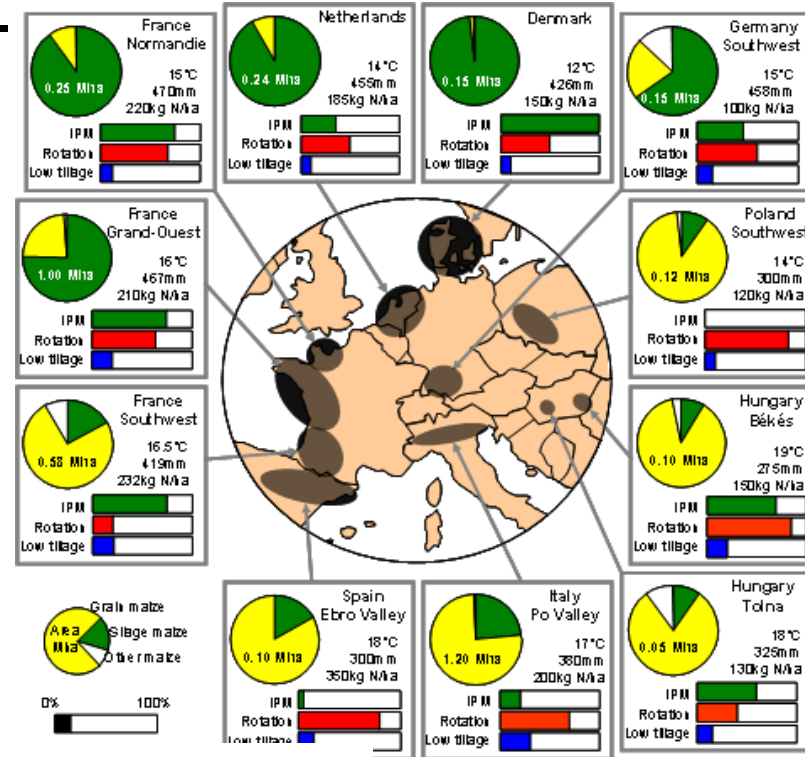 France
Normandie
15°C
470mm
220kg N/ha
0.25 Mha
IPM
Rotation
Low tillage
Netherlands
14°C
455mm
185kg N/ha
0.24 Mha
IPM
Rotation
Low tillage
Denmark
12°C
426mm
150kg N/ha
0.15 Mha
IPM
Rotation
Low tillage
Germany
Southwest
15°C
458mm
100kg N/ha
0.15 Mha
IPM
Rotation
Low tillage
France
Grand-Ouest
16°C
467mm
210kg N/ha
1.00 Mha
IPM
Rotation
Low tillage
Poland
Southwest
14°C
300mm
120kg N/ha
0.12 Mha
IPM
Rotation
Low tillage
France
Southwest
16.5°C
419mm
232kg N/ha
0.58 Mha
IPM
Rotation
Low tillage
Hungary
Békés
19°C
275mm
150kg N/ha
0.10 Mha
IPM
Rotation
Low tillage
Grain maize
Area
Mha
Silage maize
Other maize
0% 100%
Spain
Ebro Valley
18°C
300mm
350kg N/ha
0.10 Mha
IPM
Rotation
Low tillage
Italy
Po Valley
17°C
380mm
200kg N/ha
1.20 Mha
IPM
Rotation
Low tillage
Hungary
Tolna
18°C
325mm
130kg N/ha
0.05 Mha
IPM
Rotation
Low tillage